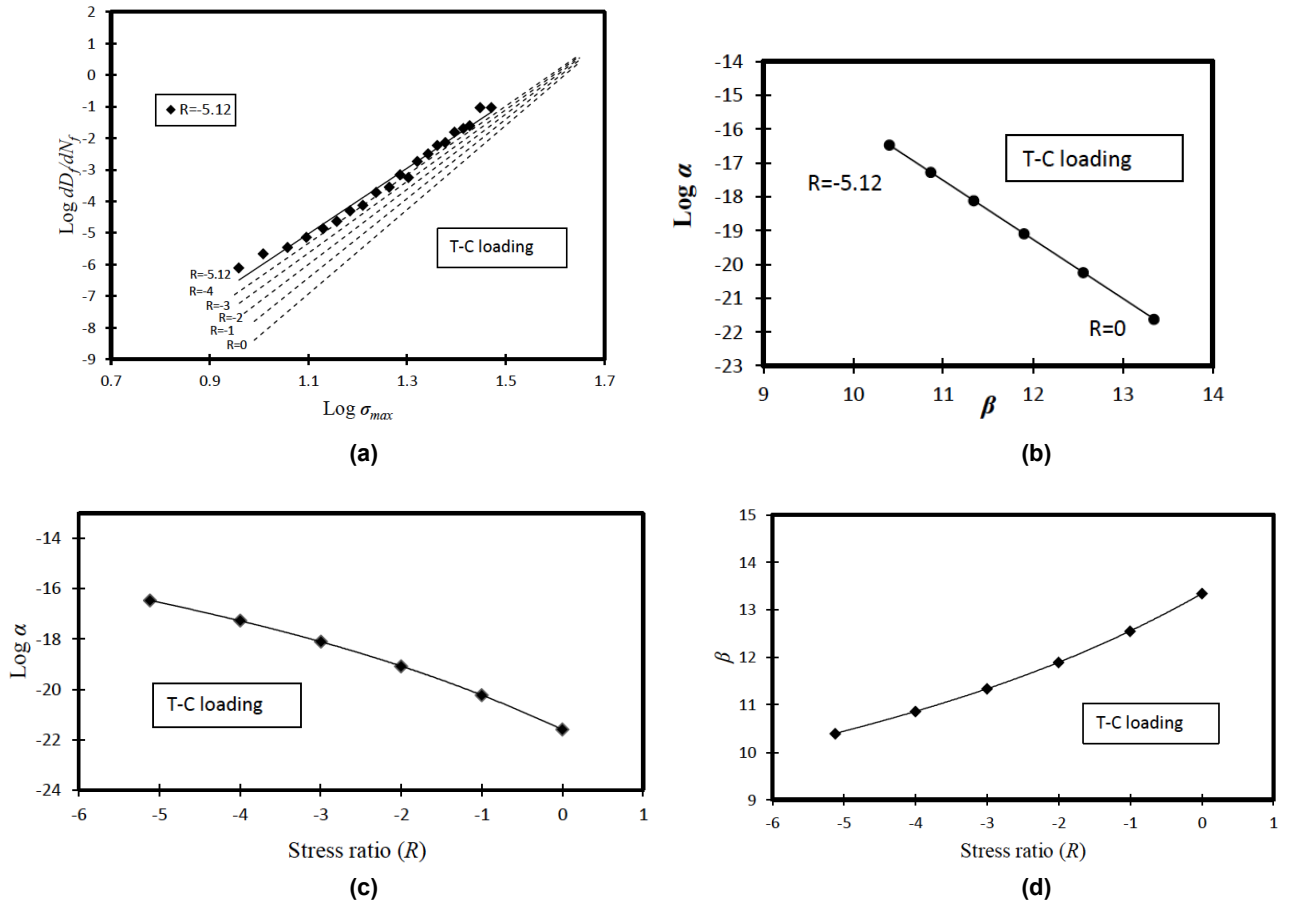 2
1
0
-1
-2
-3
-4
-5
-6
-7
-8
-9
Log dD_f/dN_f
R=-5.12
T-C loading
R=-5.12
R=-4
R=-3
R=-2
R=-1
R=0
0.7 0.9 1.1 1.3 1.5 1.7
Log σ_max
(a)
-14
-15
-16
-17
-18
-19
-20
-21
-22
-23
Log α
T-C loading
R=-5.12
R=0
9 10 11 12 13 14
β
(b)
-14
-16
-18
-20
-22
-24
Log α
T-C loading
-6 -5 -4 -3 -2 -1 0 1
Stress ratio (R)
(c)
15
14
13
12
11
10
9
β
T-C loading
-6 -5 -4 -3 -2 -1 0 1
Stress ratio (R)
(d)